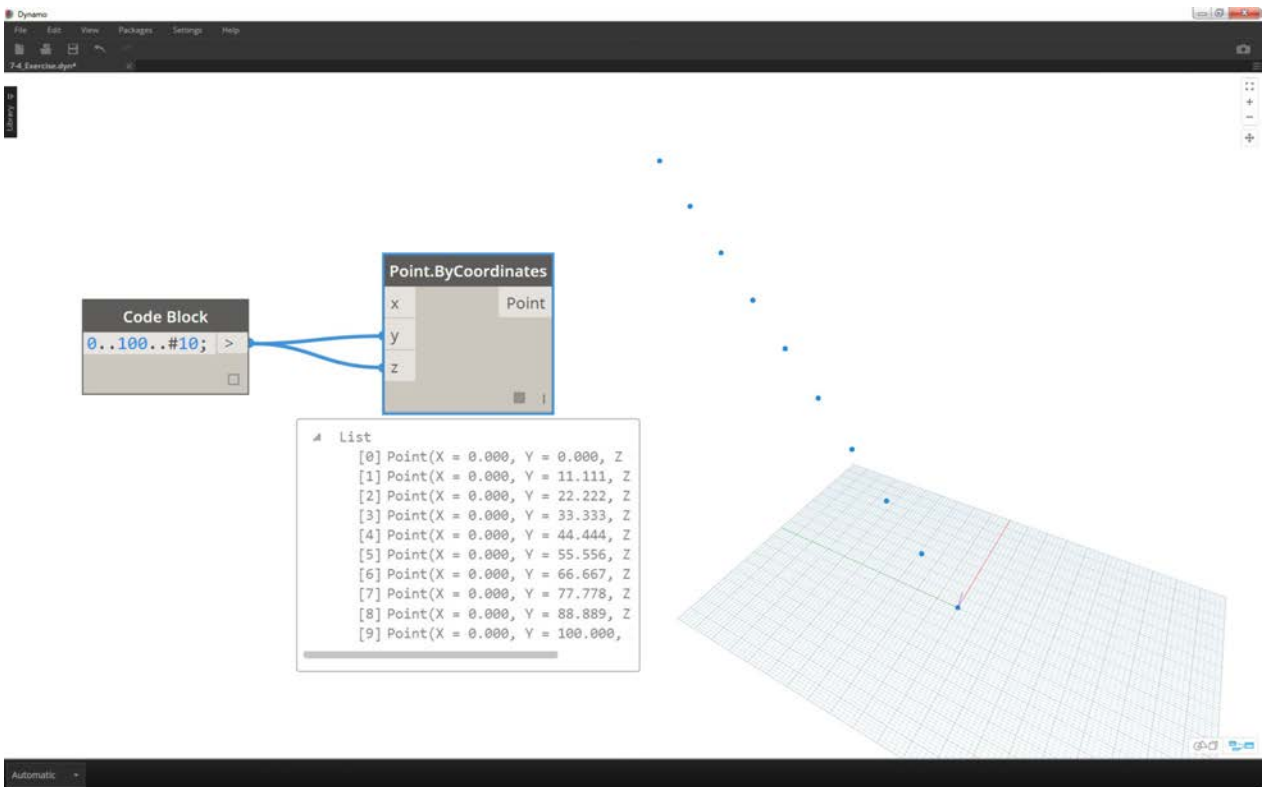 Dynamo
File Edit View Packages Settings Help
7-4_Exercise.dyn*
Library
Code Block
0..100..#10; >
Point.ByCoordinates
x Point
y
z
List
[0] Point(X = 0.000, Y = 0.000, Z
[1] Point(X = 0.000, Y = 11.111, Z
[2] Point(X = 0.000, Y = 22.222, Z
[3] Point(X = 0.000, Y = 33.333, Z
[4] Point(X = 0.000, Y = 44.444, Z
[5] Point(X = 0.000, Y = 55.556, Z
[6] Point(X = 0.000, Y = 66.667, Z
[7] Point(X = 0.000, Y = 77.778, Z
[8] Point(X = 0.000, Y = 88.889, Z
[9] Point(X = 0.000, Y = 100.000,
Automatic